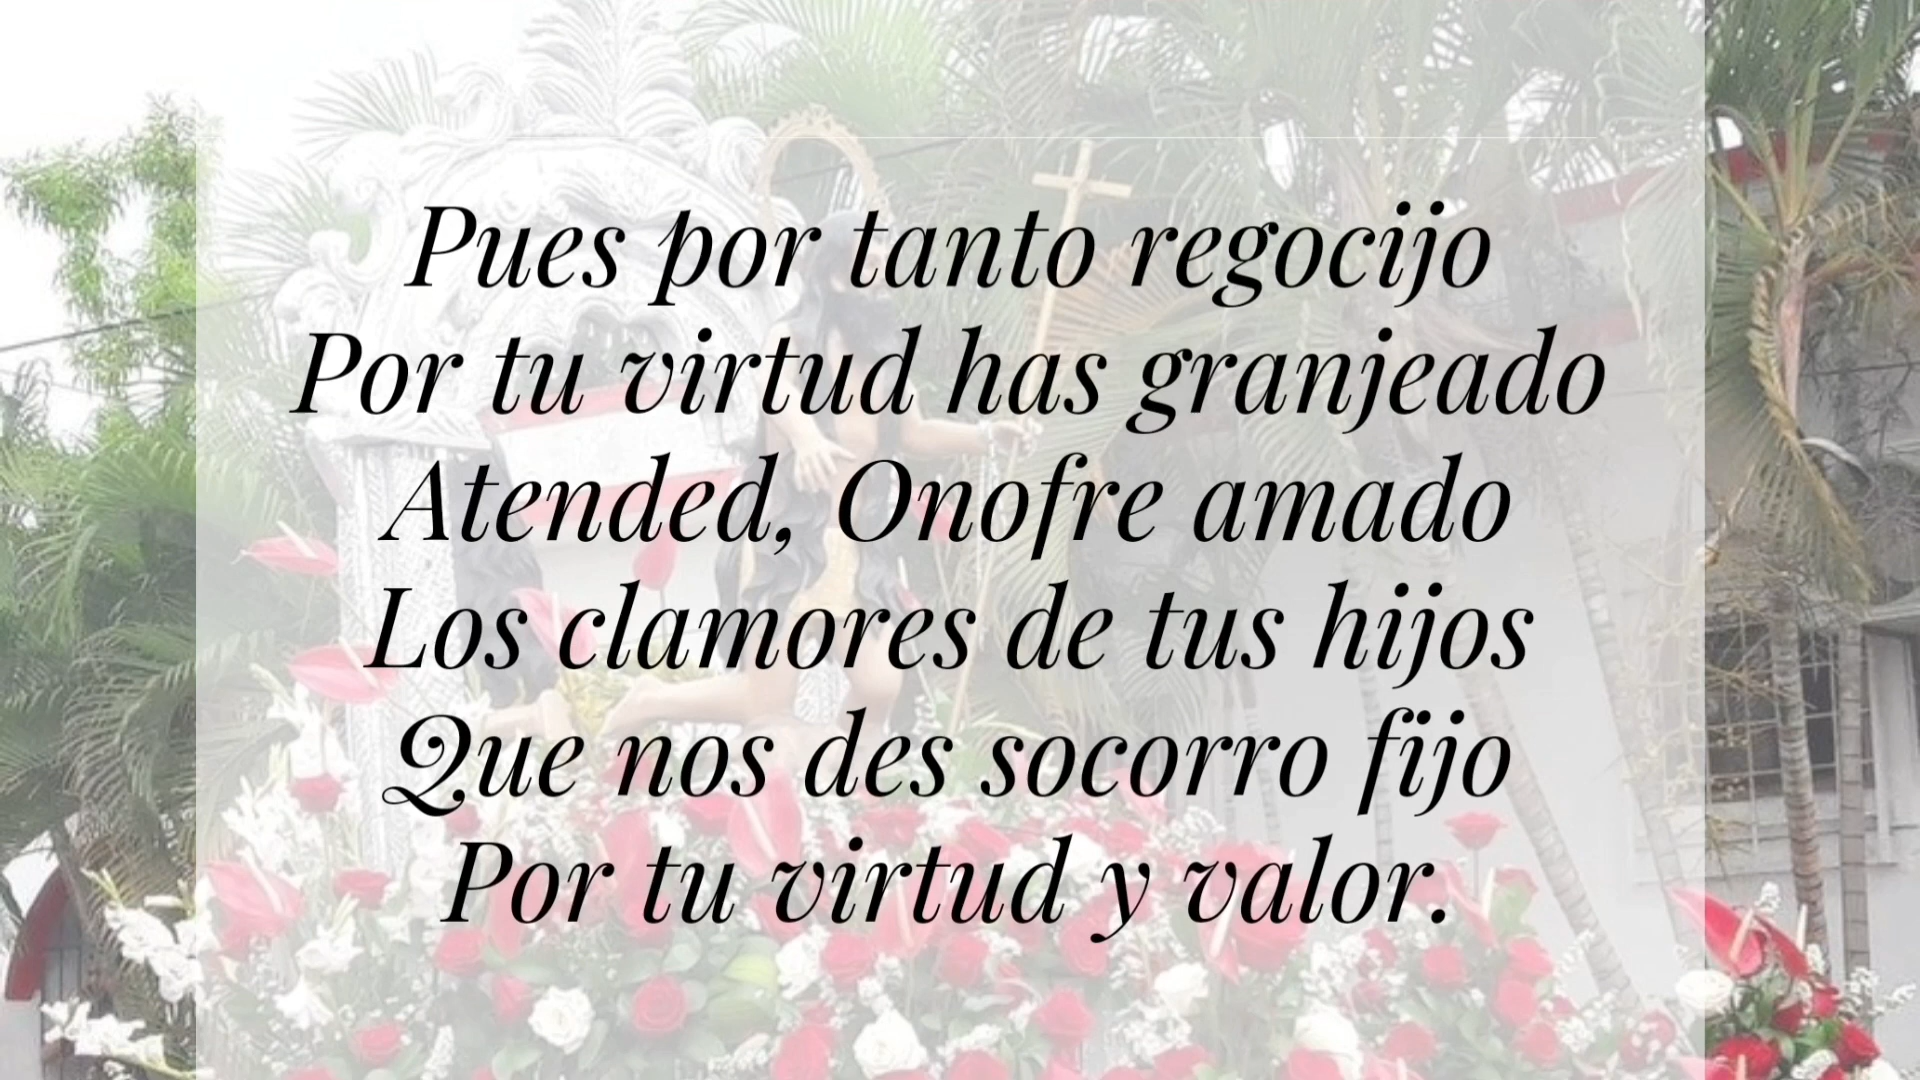 Pues por tanto regocijo
Por tu virtud has granjeado
Atended, Onofre amado
Los clamores de tus hijos
Que nos des socorro fijo
Por tu virtud y valor.